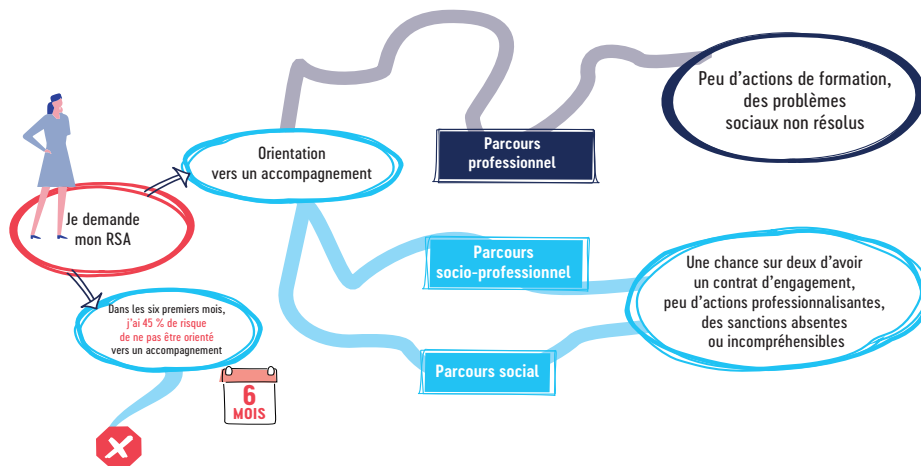 Peu d'actions de formation,
des problèmes
sociaux non résolus
Parcours
professionnel
Orientation
vers un accompagnement
Je demande
mon RSA
Parcours
socio-professionnel
Une chance sur deux d'avoir
un contrat d'engagement,
peu d'actions professionnalisantes,
des sanctions absentes
ou incompréhensibles
Dans les six premiers mois,
j'ai 45 % de risque
de ne pas être orienté
vers un accompagnement
Parcours social
6
MOIS